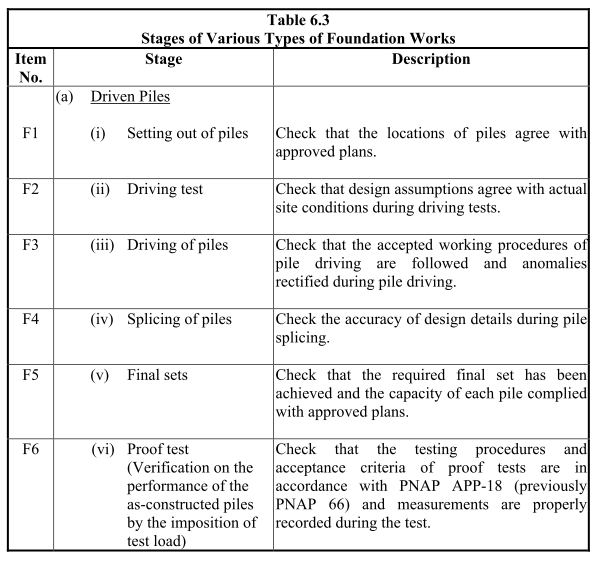 Table 6.3
Stages of Various Types of Foundation Works
Item No. Stage Description
(a) Driven Piles
F1 (i) Setting out of piles Check that the locations of piles agree with
approved plans.
F2 (ii) Driving test Check that design assumptions agree with actual
site conditions during driving tests.
F3 (iii) Driving of piles Check that the accepted working procedures of
pile driving are followed and anomalies
rectified during pile driving.
F4 (iv) Splicing of piles Check the accuracy of design details during pile
splicing.
F5 (v) Final sets Check that the required final set has been
achieved and the capacity of each pile complied
with approved plans.
F6 (vi) Proof test Check that the testing procedures and
(Verification on the acceptance criteria of proof tests are in
performance of the accordance with PNAP APP-18 (previously
as-constructed piles PNAP 66) and measurements are properly
by the imposition of recorded during the test.
test load)